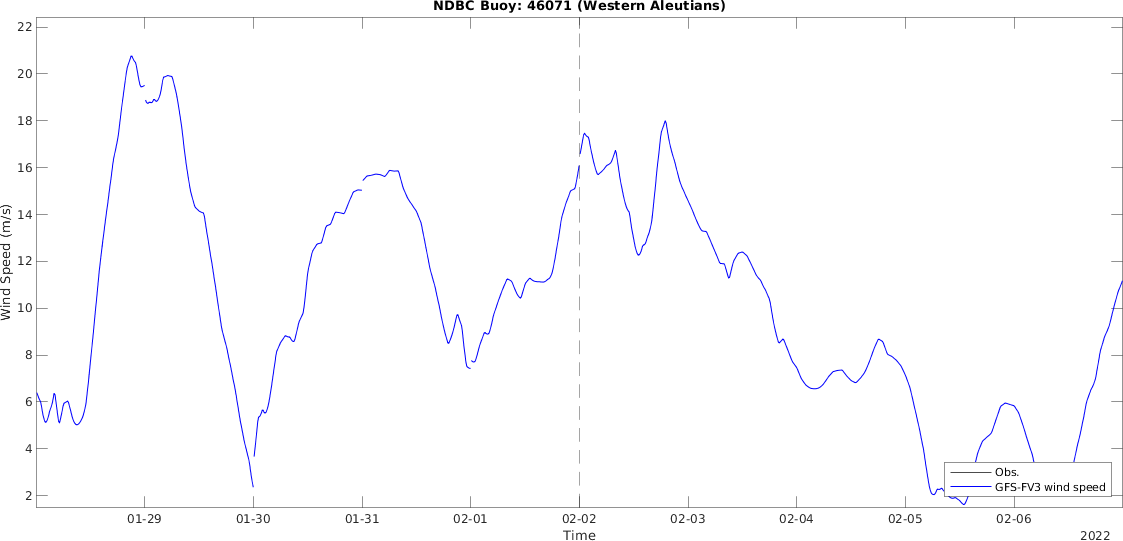 NDBC Buoy: 46071 (Western Aleutians)
Wind Speed (m/s)
22
20
18
16
14
12
10
8
6
4
2
Obs.
GFS-FV3 wind speed
01-29 01-30 01-31 02-01 02-02 02-03 02-04 02-05 02-06
Time
2022